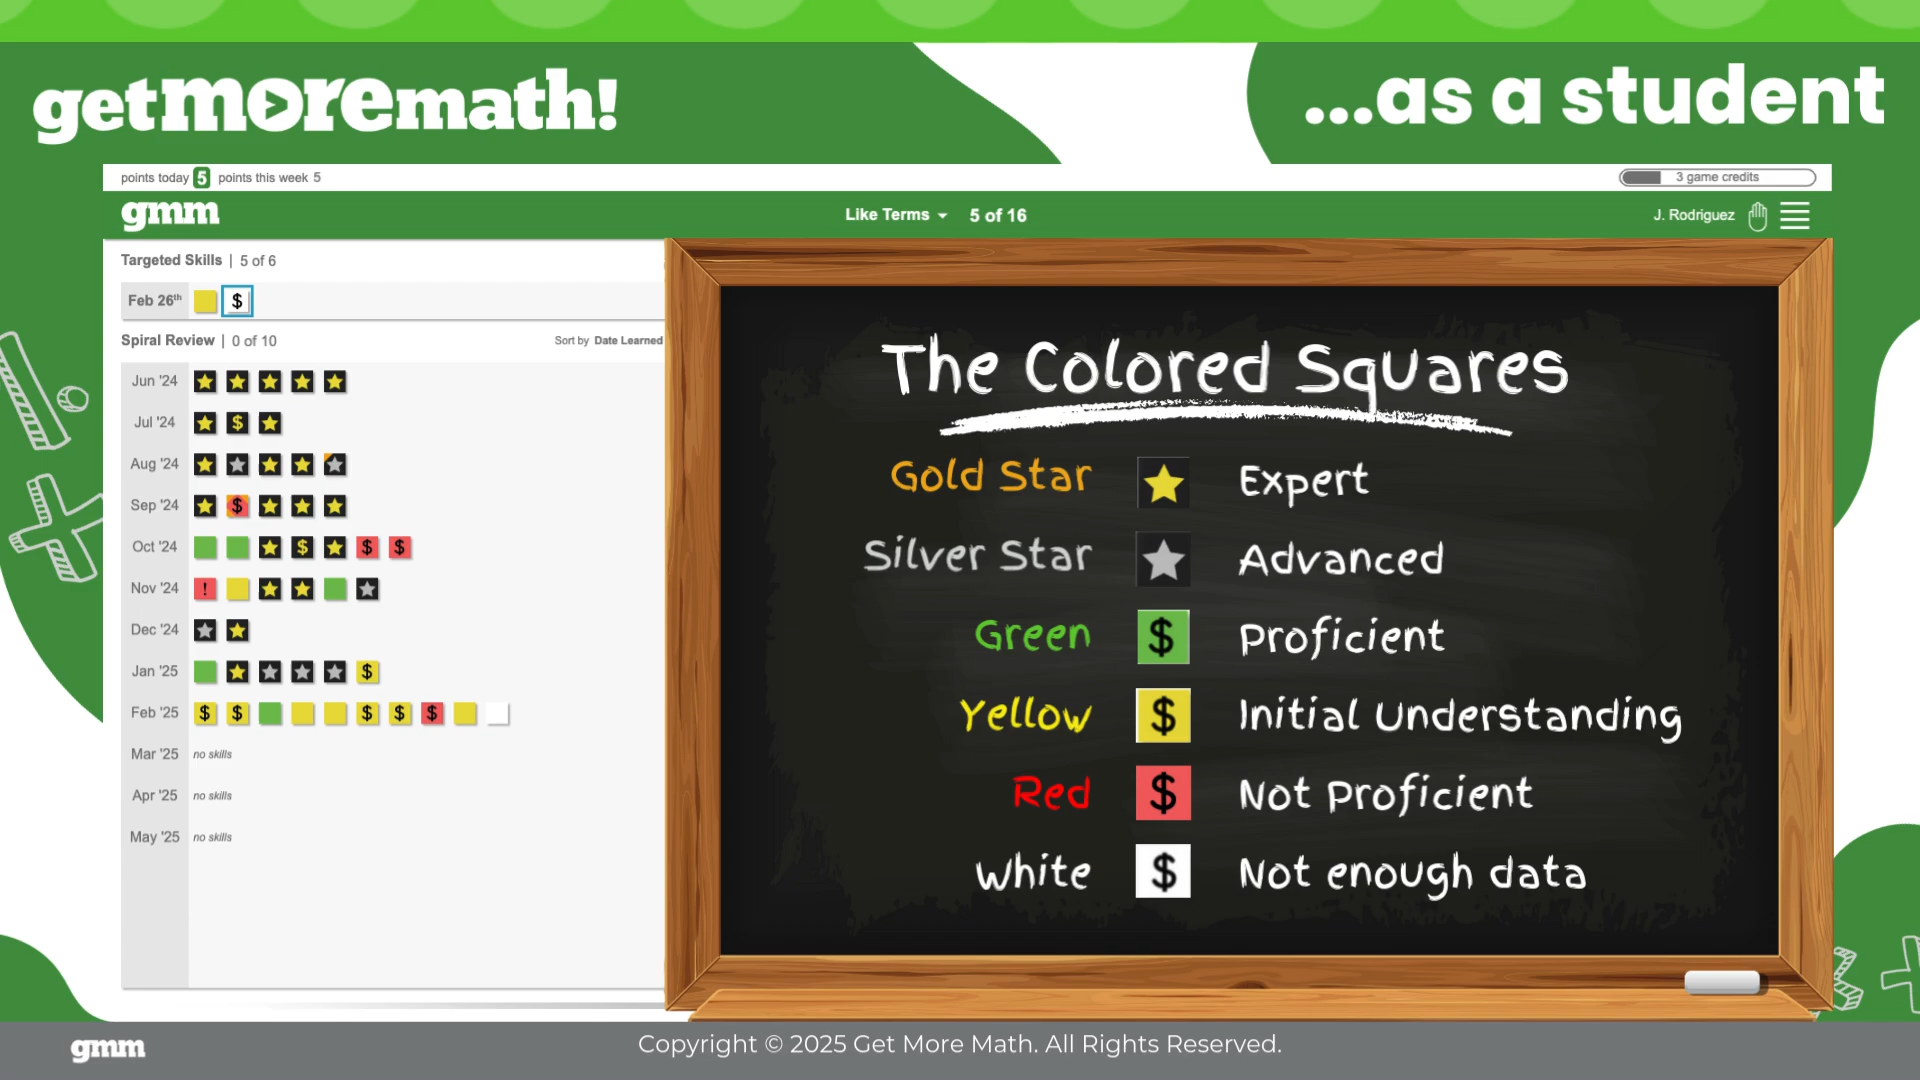 getmoremath!
...as a student
points today 5 points this week 5
3 game credits
gmm
Like Terms 5 of 16
J. Rodriguez
Targeted Skills | 5 of 6
Feb 26th $
Spiral Review | 0 of 10
Sort by Date Learned
Jun '24
Jul '24 $
Aug '24
Sep '24 $
Oct '24 $ $ $
Nov '24 !
Dec '24
Jan '25 $
Feb '25 $ $ $ $ $
Mar '25 no skills
Apr '25 no skills
May '25 no skills
The Colored Squares
Gold Star Expert
Silver Star Advanced
Green $ Proficient
Yellow $ Initial Understanding
Red $ Not Proficient
White $ Not enough data
gmm
Copyright © 2025 Get More Math. All Rights Reserved.